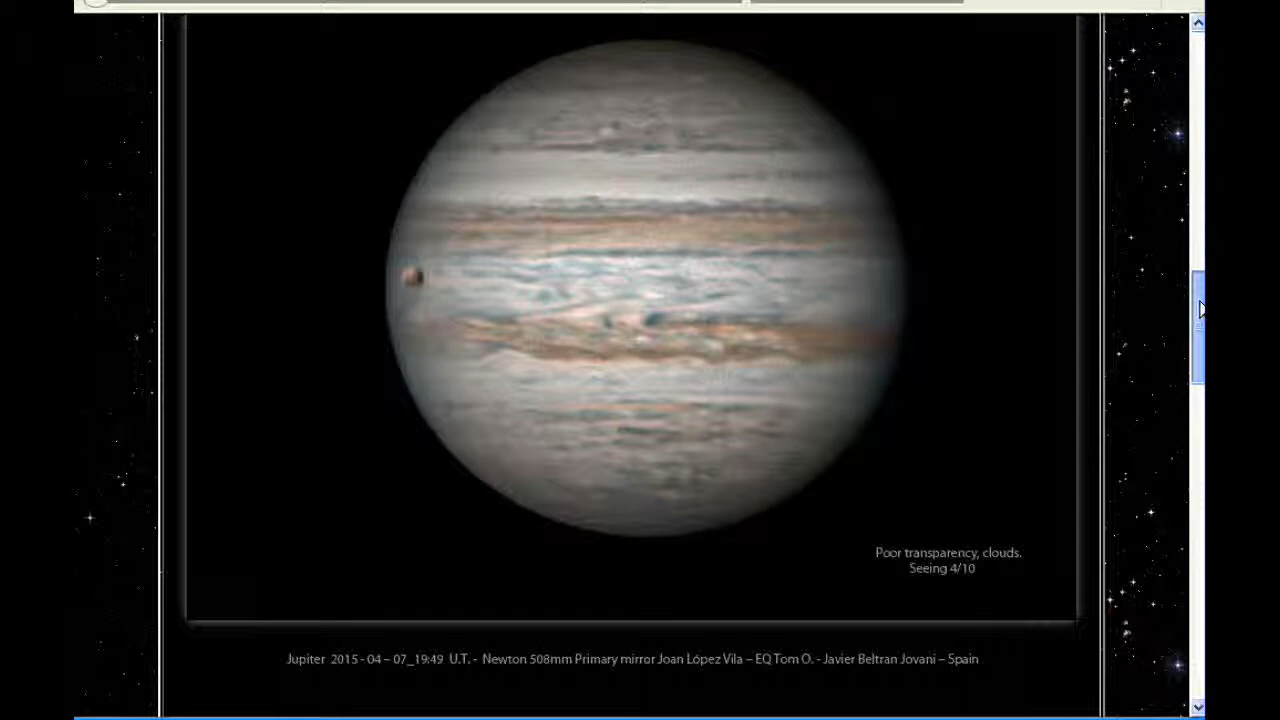 Poor transparency, clouds.
Seeing 4/10
Jupiter 2015 - 04 – 07_19:49 U.T. - Newton 508mm Primary mirror Joan López Vila – EQ Tom O. - Javier Beltran Jovani – Spain